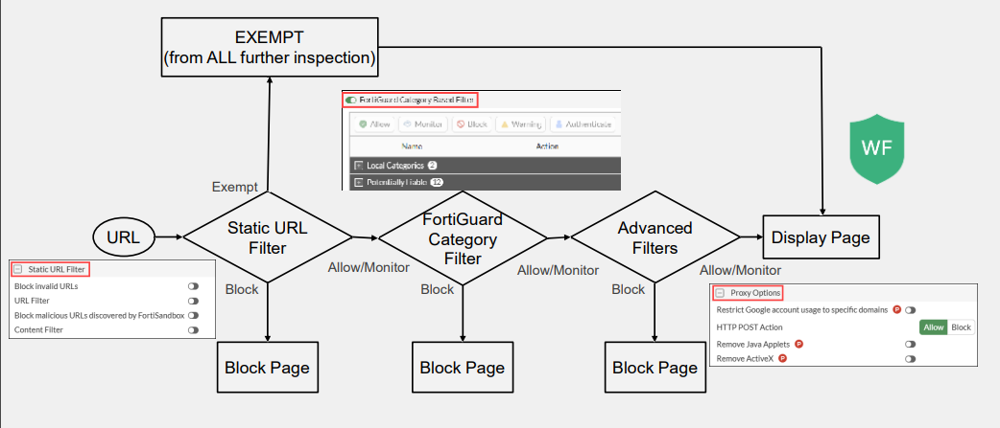 EXEMPT
(from ALL further inspection)
FortiGuard Category Based Filter
Allow Monitor Block Warning Authenticate
Name Action
Local Categories 2
Potentially Liable 12
WF
Exempt
URL
Static URL
Filter
Allow/Monitor
Block
FortiGuard
Category
Filter
Allow/Monitor
Block
Advanced
Filters
Allow/Monitor
Block
Display Page
Static URL Filter
Block invalid URLs
URL Filter
Block malicious URLs discovered by FortiSandbox
Content Filter
Proxy Options
Restrict Google account usage to specific domains P
HTTP POST Action Allow Block
Remove Java Applets P
Remove ActiveX P
Block Page
Block Page
Block Page